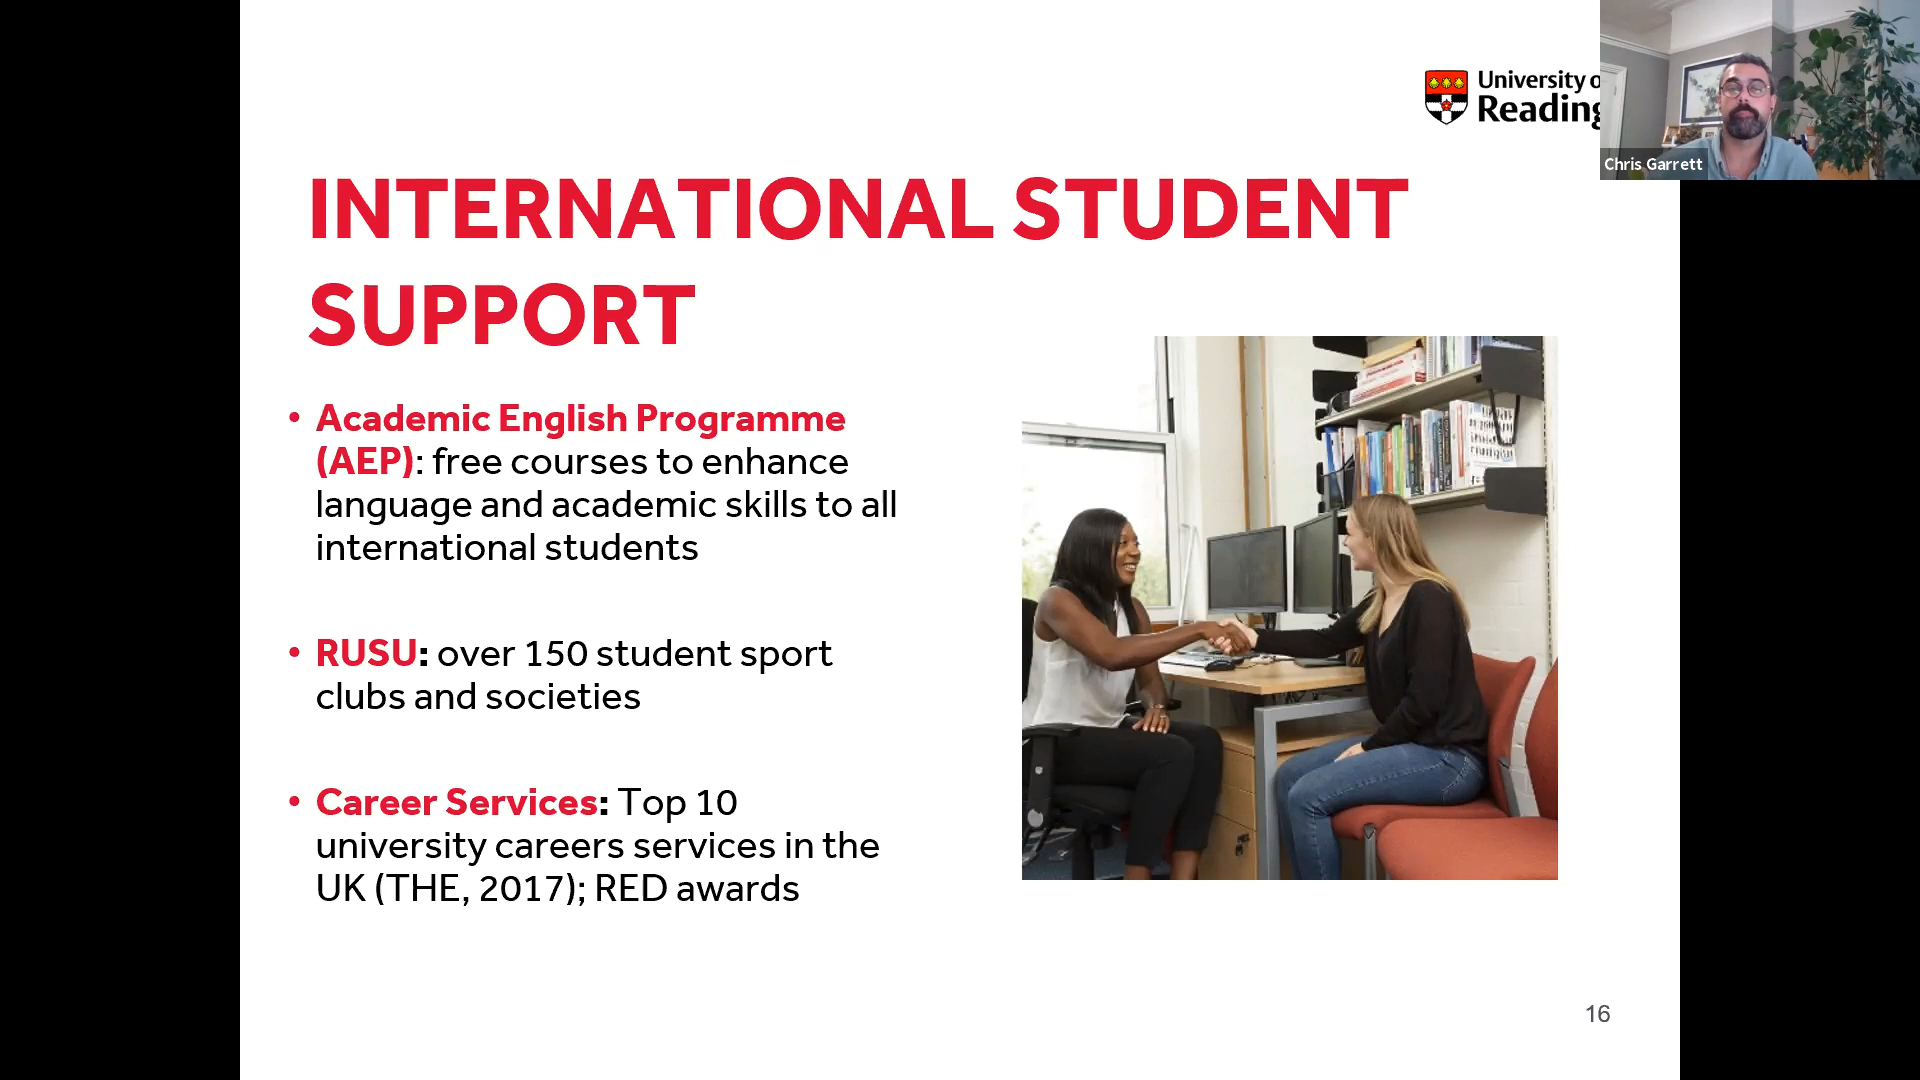 University o
Reading
Chris Garrett
INTERNATIONAL STUDENT
SUPPORT
• Academic English Programme
(AEP): free courses to enhance
language and academic skills to all
international students
• RUSU: over 150 student sport
clubs and societies
• Career Services: Top 10
university careers services in the
UK (THE, 2017); RED awards
16